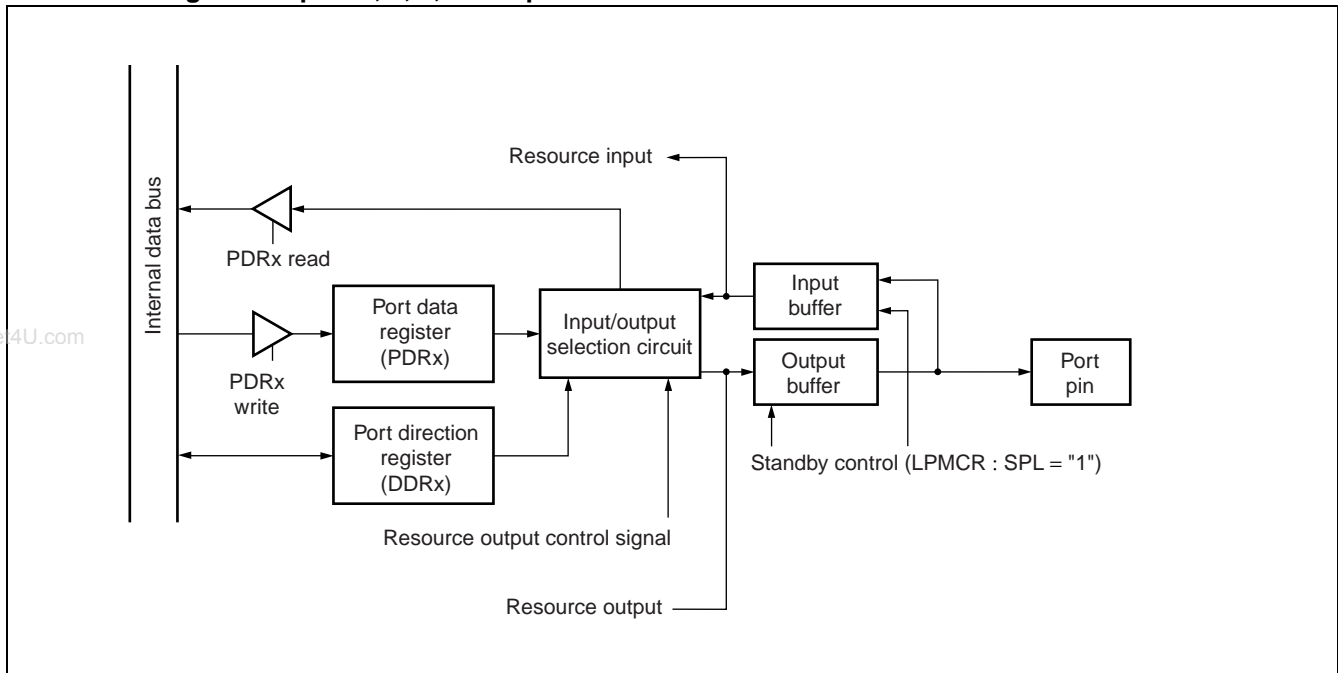 Resource input
Internal data bus
PDRx read
Port data
register
(PDRx)
Input/output
selection circuit
Input
buffer
Output
buffer
Port
pin
et4U.com
PDRx
write
Port direction
register
(DDRx)
Standby control (LPMCR : SPL = "1")
Resource output control signal
Resource output